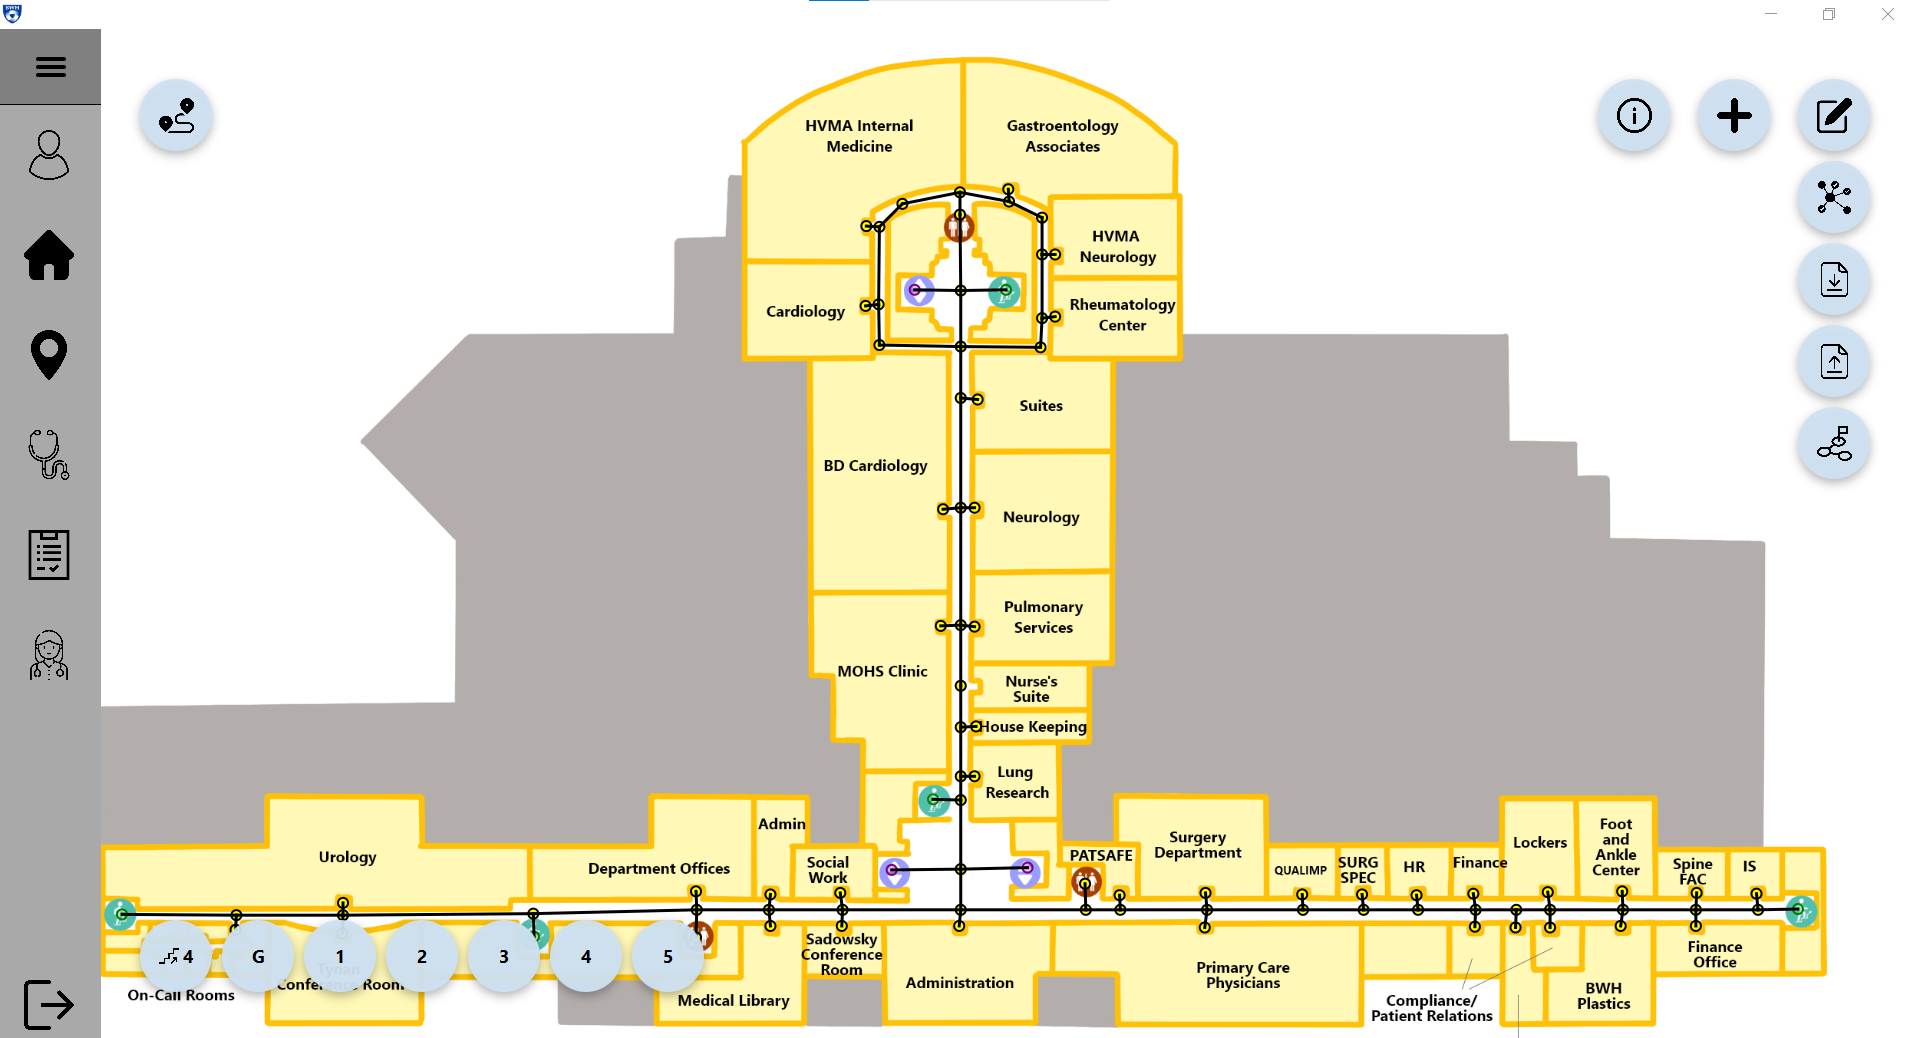 BWH
HVMA Internal
Medicine
Gastroentology
Associates
HVMA
Neurology
Cardiology
Rheumatology
Center
Suites
BD Cardiology
Neurology
Pulmonary
Services
MOHS Clinic
Nurse's
Suite
House Keeping
Lung
Research
Admin
Urology
Department Offices
Social
Work
PATSAFE
Surgery
Department
QUALIMP
SURG
SPEC
HR
Finance
Lockers
Foot
and
Ankle
Center
Spine
FAC
IS
4
G
1
2
3
4
5
Tynan
Conference Room
On-Call Rooms
Medical Library
Sadowsky
Conference
Room
Administration
Primary Care
Physicians
Compliance/
Patient Relations
BWH
Plastics
Finance
Office